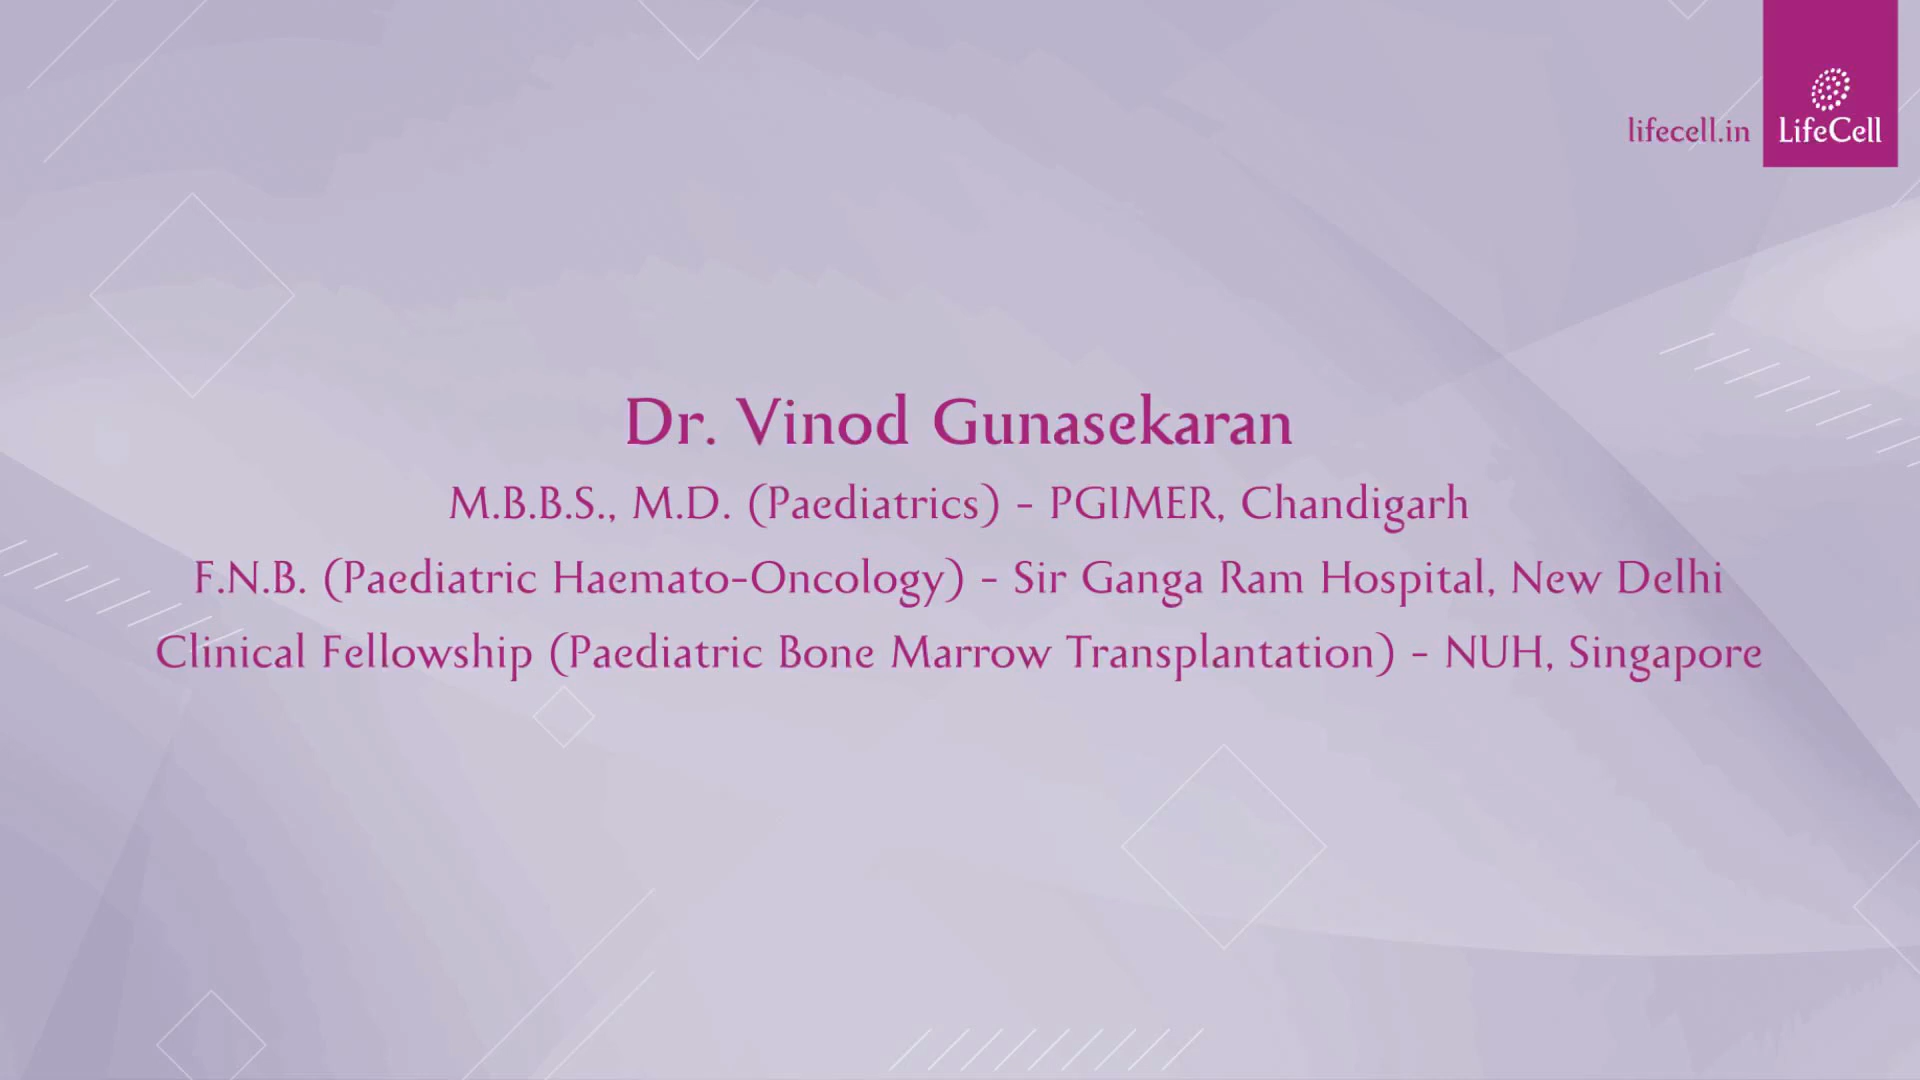 lifecell.in
LifeCell
Dr. Vinod Gunasekaran
M.B.B.S., M.D. (Paediatrics) - PGIMER, Chandigarh
F.N.B. (Paediatric Haemato-Oncology) - Sir Ganga Ram Hospital, New Delhi
Clinical Fellowship (Paediatric Bone Marrow Transplantation) - NUH, Singapore